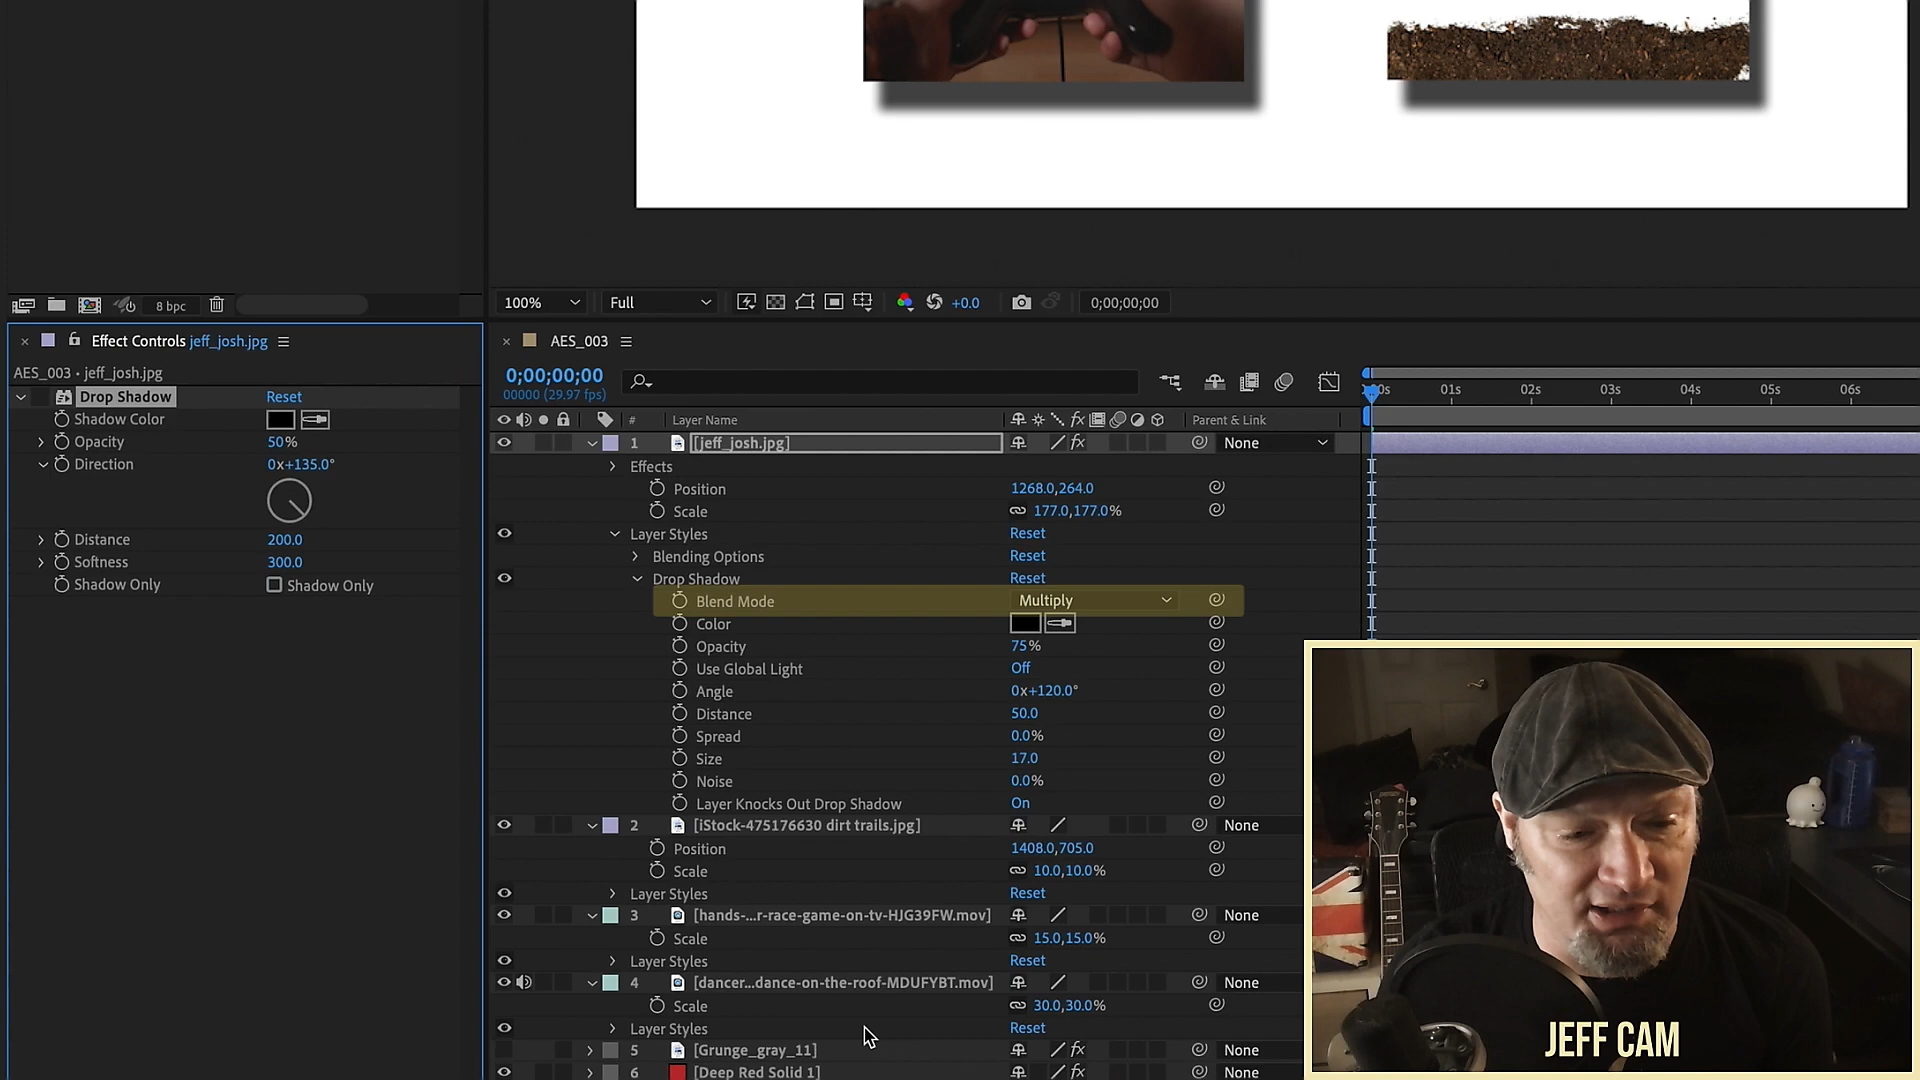 8 bpc
100%
Full
+0.0
0;00;00;00
Effect Controls jeff_josh.jpg
AES_003 • jeff_josh.jpg
Drop Shadow
Reset
Shadow Color
Opacity
50%
Direction
0x+135.0°
Distance
200.0
Softness
300.0
Shadow Only
Shadow Only
AES_003
0;00;00;00
00000 (29.97 fps)
01s
02s
03s
04s
05s
06s
# Layer Name
fx
Parent & Link
1 [jeff_josh.jpg] fx None
Effects
Position 1268.0,264.0
Scale 177.0,177.0%
Layer Styles Reset
Blending Options Reset
Drop Shadow Reset
Blend Mode Multiply
Color
Opacity 75%
Use Global Light Off
Angle 0x+120.0°
Distance 50.0
Spread 0.0%
Size 17.0
Noise 0.0%
Layer Knocks Out Drop Shadow On
2 [iStock-475176630 dirt trails.jpg] None
Position 1408.0,705.0
Scale 10.0,10.0%
Layer Styles Reset
3 [hands-...r-race-game-on-tv-HJG39FW.mov] None
Scale 15.0,15.0%
Layer Styles Reset
4 [dancer...dance-on-the-roof-MDUFYBT.mov] None
Scale 30.0,30.0%
Layer Styles Reset
5 [Grunge_gray_11] fx None
6 [Deep Red Solid 1] fx None
JEFF CAM